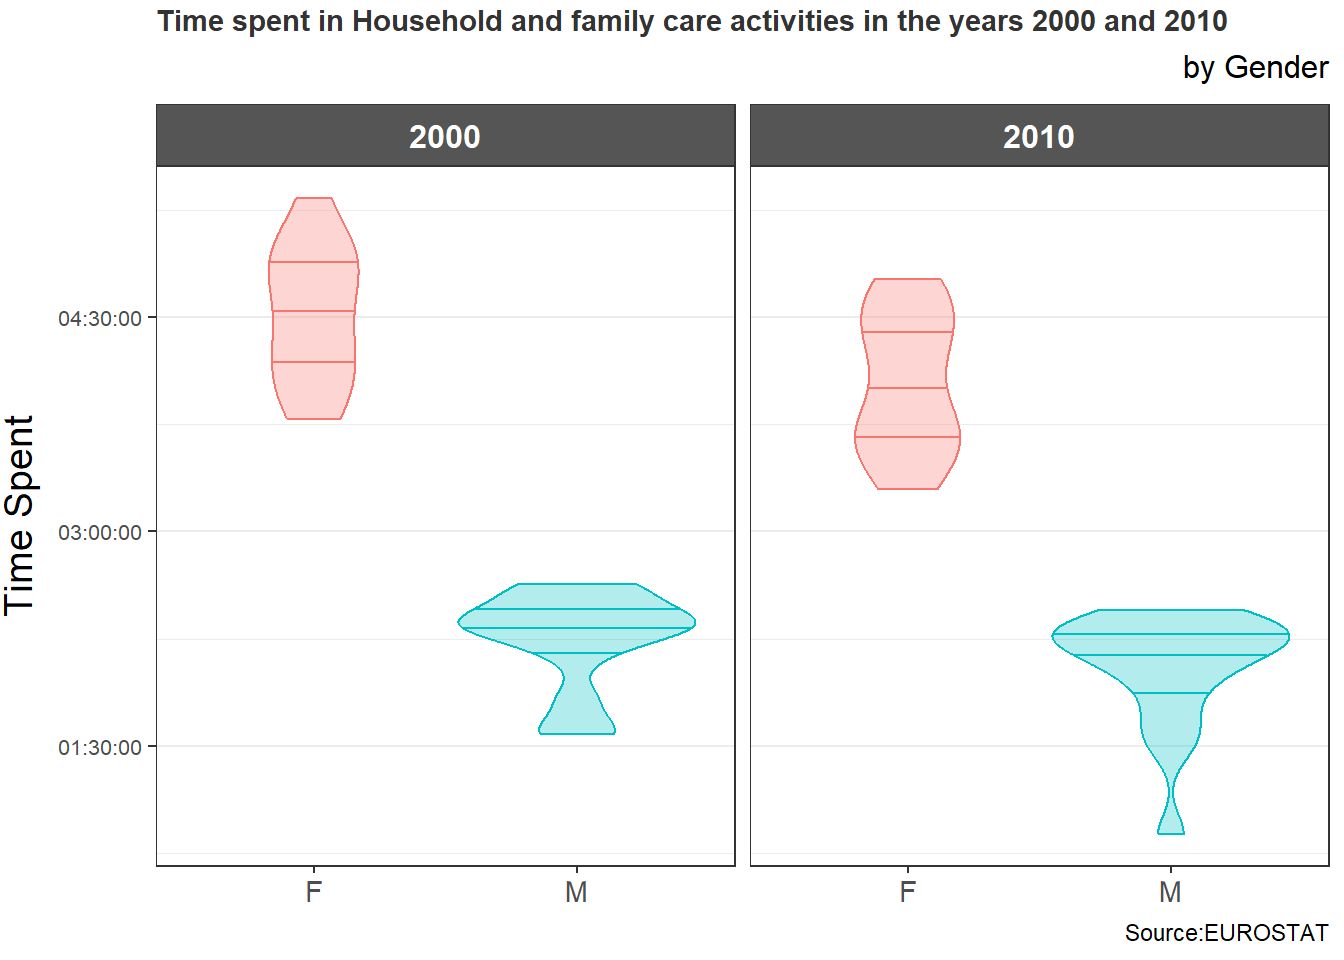 Time spent in Household and family care activities in the years 2000 and 2010
by Gender
2000
2010
Time Spent
04:30:00
03:00:00
01:30:00
F
M
F
M
Source:EUROSTAT